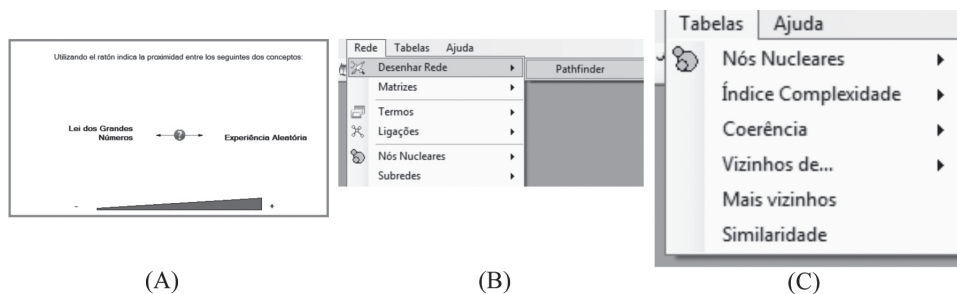 Utilizando el ratón indica la proximidad entre los seguintes dos conceptos:
Lei dos Grandes
Números
?
Experiência Aleatória
-
+
(A)
Rede Tabelas Ajuda
Desenhar Rede
Pathfinder
Matrizes
Termos
Ligações
Nós Nucleares
Subredes
(B)
Tabelas Ajuda
Nós Nucleares
Índice Complexidade
Coerência
Vizinhos de...
Mais vizinhos
Similaridade
(C)